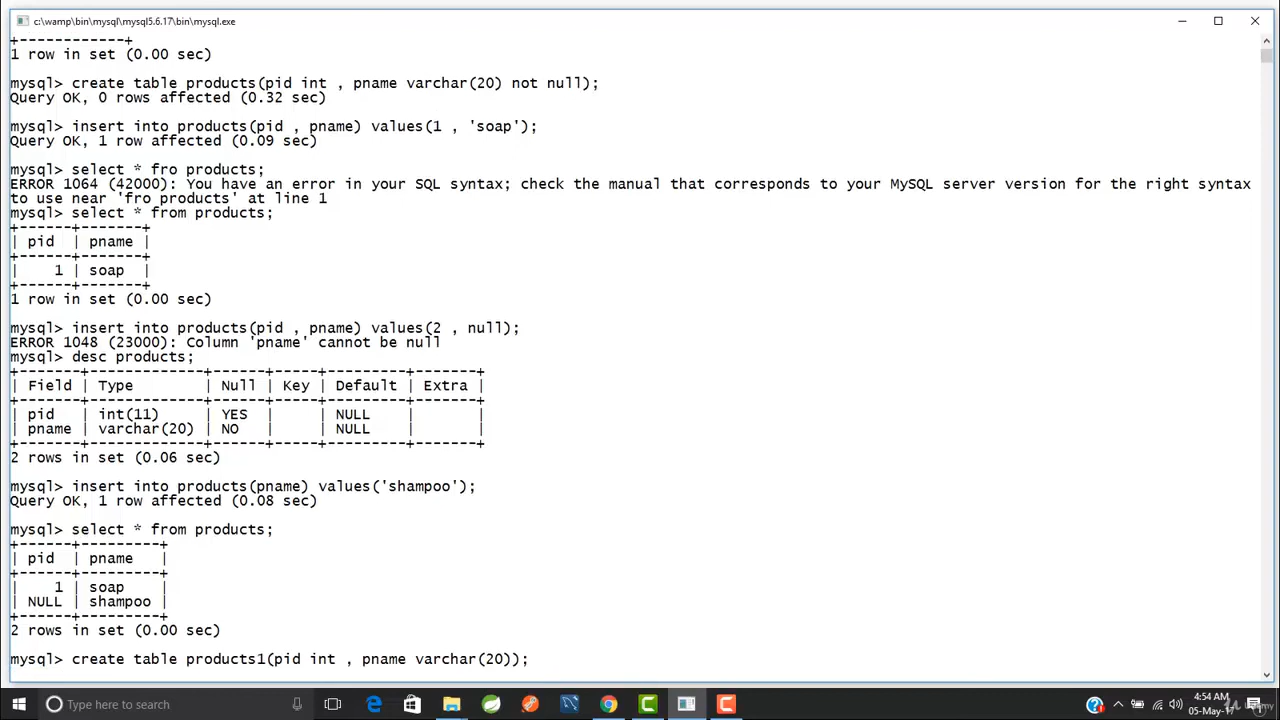 c:\wamp\bin\mysql\mysql5.6.17\bin\mysql.exe
+------------+
1 row in set (0.00 sec)
mysql> create table products(pid int , pname varchar(20) not null);
Query OK, 0 rows affected (0.32 sec)
mysql> insert into products(pid , pname) values(1 , 'soap');
Query OK, 1 row affected (0.09 sec)
mysql> select * fro products;
ERROR 1064 (42000): You have an error in your SQL syntax; check the manual that corresponds to your MySQL server version for the right syntax
to use near 'fro products' at line 1
mysql> select * from products;
+------+-------+
| pid  | pname |
+------+-------+
|    1 | soap  |
+------+-------+
1 row in set (0.00 sec)
mysql> insert into products(pid , pname) values(2 , null);
ERROR 1048 (23000): Column 'pname' cannot be null
mysql> desc products;
+-------+-------------+------+-----+---------+-------+
| Field | Type        | Null | Key | Default | Extra |
+-------+-------------+------+-----+---------+-------+
| pid   | int(11)     | YES  |     | NULL    |       |
| pname | varchar(20) | NO   |     | NULL    |       |
+-------+-------------+------+-----+---------+-------+
2 rows in set (0.06 sec)
mysql> insert into products(pname) values('shampoo');
Query OK, 1 row affected (0.08 sec)
mysql> select * from products;
+------+---------+
| pid  | pname   |
+------+---------+
|    1 | soap    |
| NULL | shampoo |
+------+---------+
2 rows in set (0.00 sec)
mysql> create table products1(pid int , pname varchar(20));
Type here to search
4:54 AM
05-May-1